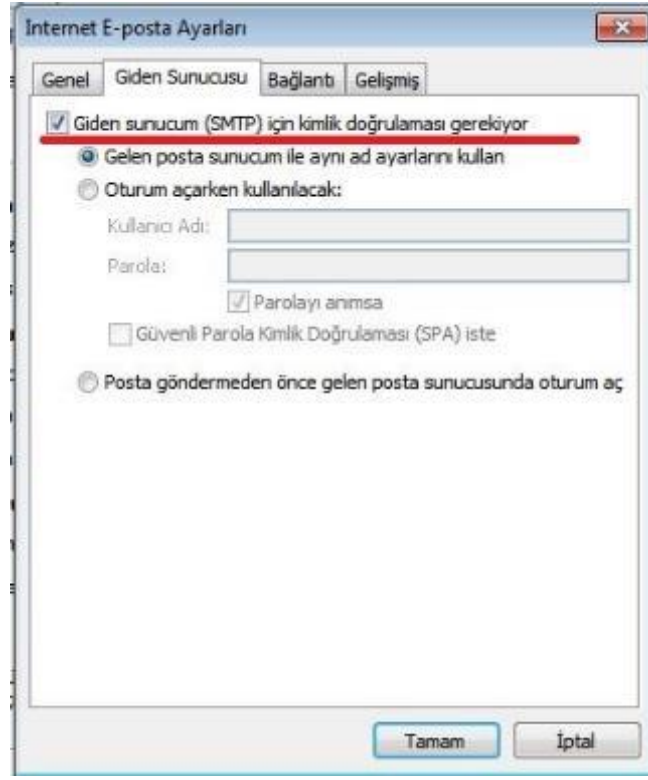 Internet E-posta Ayarları
Genel Giden Sunucusu Bağlantı Gelişmiş
Giden sunucum (SMTP) için kimlik doğrulaması gerekiyor
Gelen posta sunucum ile aynı ad ayarlarını kullan
Oturum açarken kullanılacak:
Kullanıcı Adı:
Parola:
Parolayı anımsa
Güvenli Parola Kimlik Doğrulaması (SPA) iste
Posta göndermeden önce gelen posta sunucusunda oturum aç
Tamam İptal